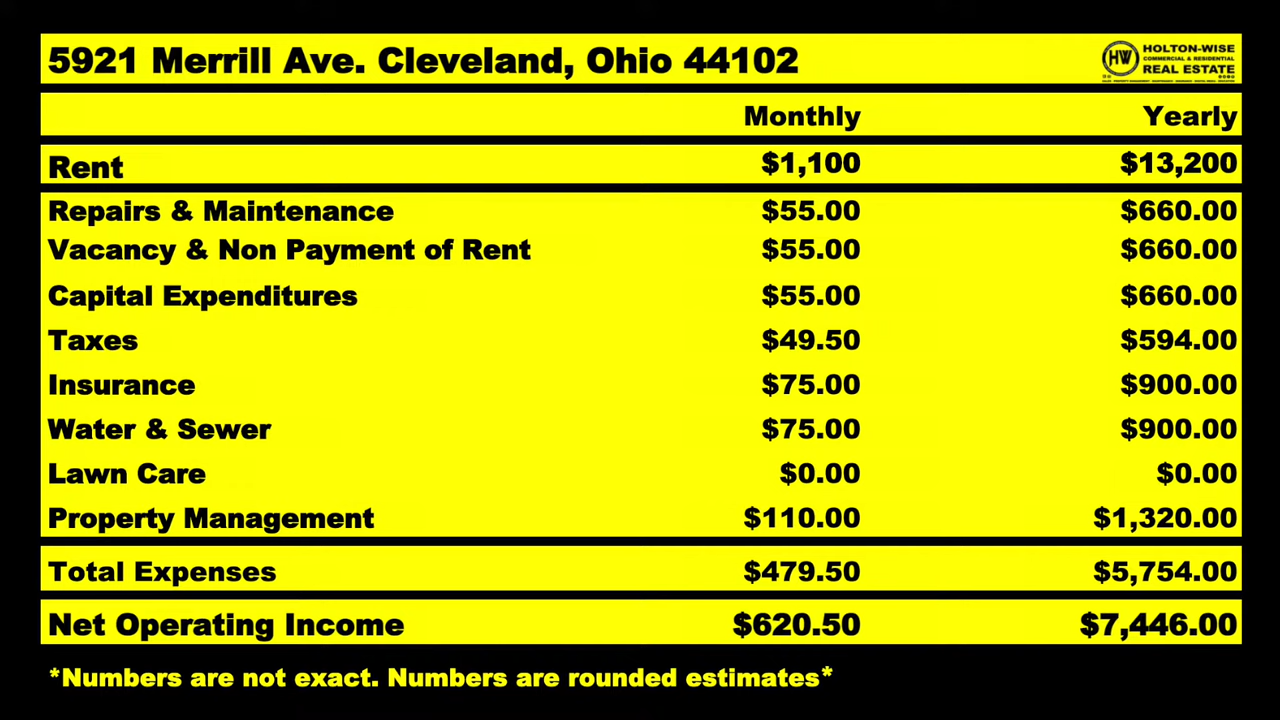 5921 Merrill Ave. Cleveland, Ohio 44102
HOLTON-WISE
COMMERCIAL & RESIDENTIAL
REAL ESTATE
HW
Monthly Yearly
Rent $1,100 $13,200
Repairs & Maintenance $55.00 $660.00
Vacancy & Non Payment of Rent $55.00 $660.00
Capital Expenditures $55.00 $660.00
Taxes $49.50 $594.00
Insurance $75.00 $900.00
Water & Sewer $75.00 $900.00
Lawn Care $0.00 $0.00
Property Management $110.00 $1,320.00
Total Expenses $479.50 $5,754.00
Net Operating Income $620.50 $7,446.00
*Numbers are not exact. Numbers are rounded estimates*